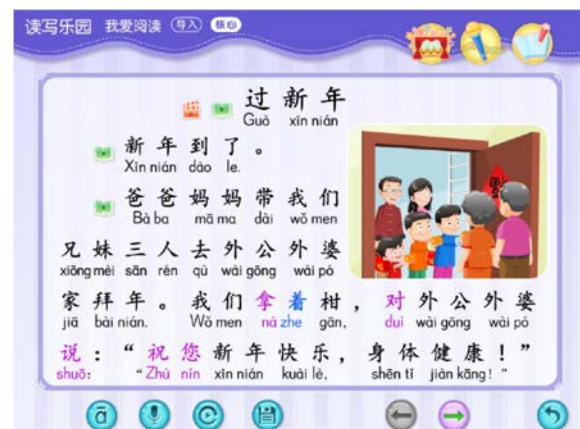 读写乐园 我爱阅读 导入 核心
过新年
Guò xīn nián
新年到了。
Xīn nián dào le.
爸爸妈妈带我们
Bà ba mā ma dài wǒ men
兄妹三人去外公外婆
xiōng mèi sān rén qù wài gōng wài pó
家拜年。我们拿着柑,对外公外婆
jiā bài nián. Wǒ men ná zhe gān, duì wài gōng wài pó
说:“祝您新年快乐,身体健康!”
shuō: “Zhù nín xīn nián kuài lè, shēn tǐ jiàn kāng!”
ā